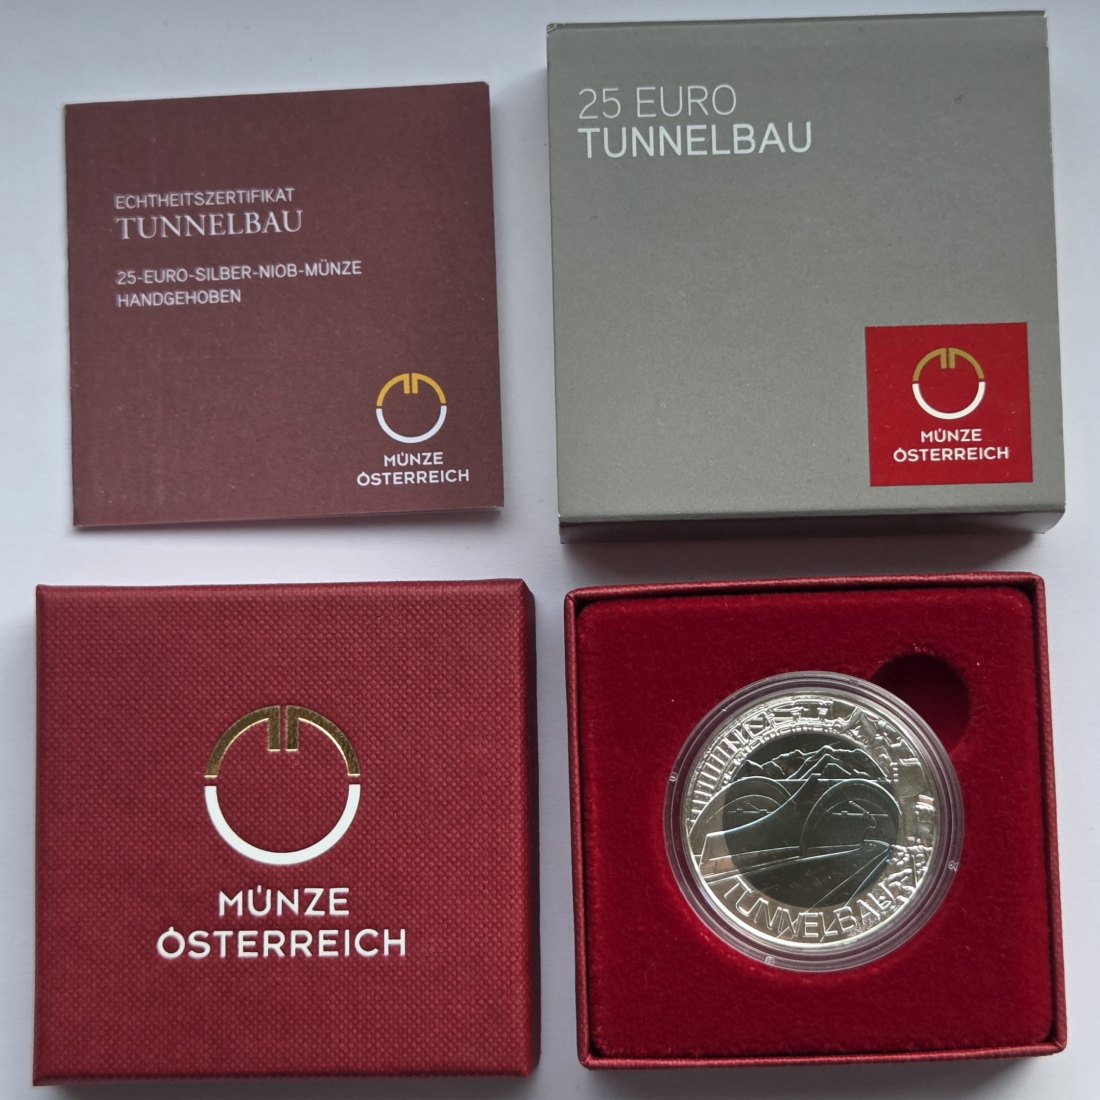 ECHTHEITSZERTIFIKAT
TUNNELBAU
25-EURO-SILBER-NIOB-MÜNZE
HANDGEHOBEN
MÜNZE
ÖSTERREICH
25 EURO
TUNNELBAU
MÜNZE
ÖSTERREICH
MÜNZE
ÖSTERREICH
TUNNELBAU